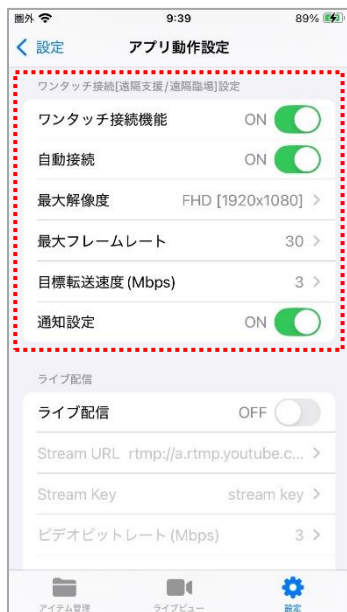 圏外 9:39 89%
設定 アプリ動作設定
ワンタッチ接続[遠隔支援/遠隔臨場]設定
ワンタッチ接続機能 ON
自動接続 ON
最大解像度 FHD [1920x1080] >
最大フレームレート 30 >
目標転送速度 (Mbps) 3 >
通知設定 ON
ライブ配信
ライブ配信 OFF
Stream URL rtmp://a.rtmp.youtube.c... >
Stream Key stream key >
ビデオビットレート (Mbps) 3 >
アイテム管理 ライブビュー 設定